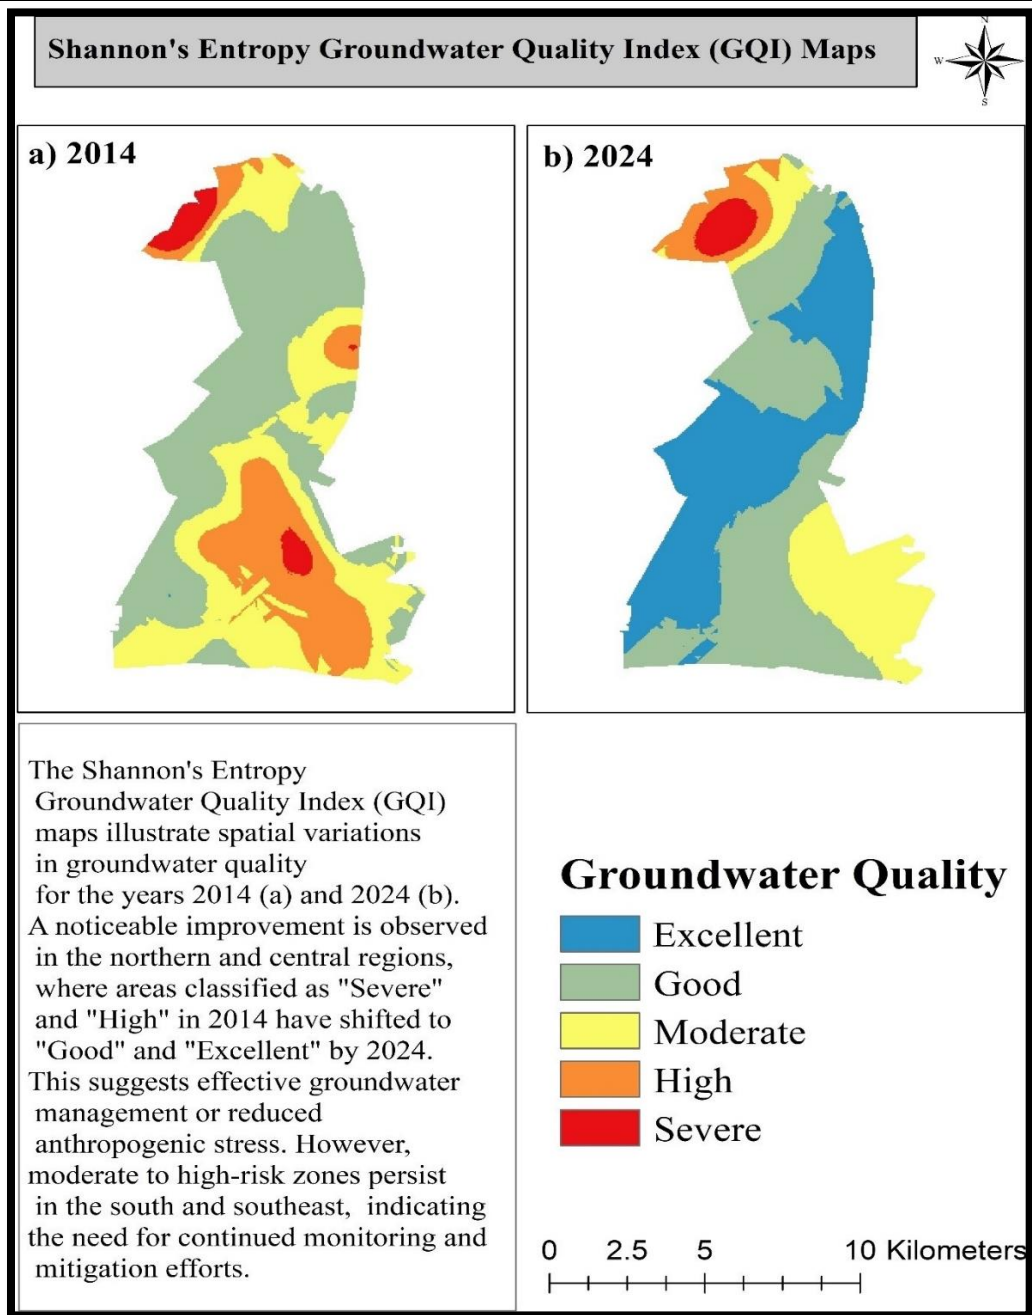 Shannon's Entropy Groundwater Quality Index (GQI) Maps
N
W
S
a) 2014
b) 2024
The Shannon's Entropy
Groundwater Quality Index (GQI)
maps illustrate spatial variations
in groundwater quality
for the years 2014 (a) and 2024 (b).
A noticeable improvement is observed
in the northern and central regions,
where areas classified as "Severe"
and "High" in 2014 have shifted to
"Good" and "Excellent" by 2024.
This suggests effective groundwater
management or reduced
anthropogenic stress. However,
moderate to high-risk zones persist
in the south and southeast, indicating
the need for continued monitoring and
mitigation efforts.
Groundwater Quality
Excellent
Good
Moderate
High
Severe
0 2.5 5 10 Kilometers